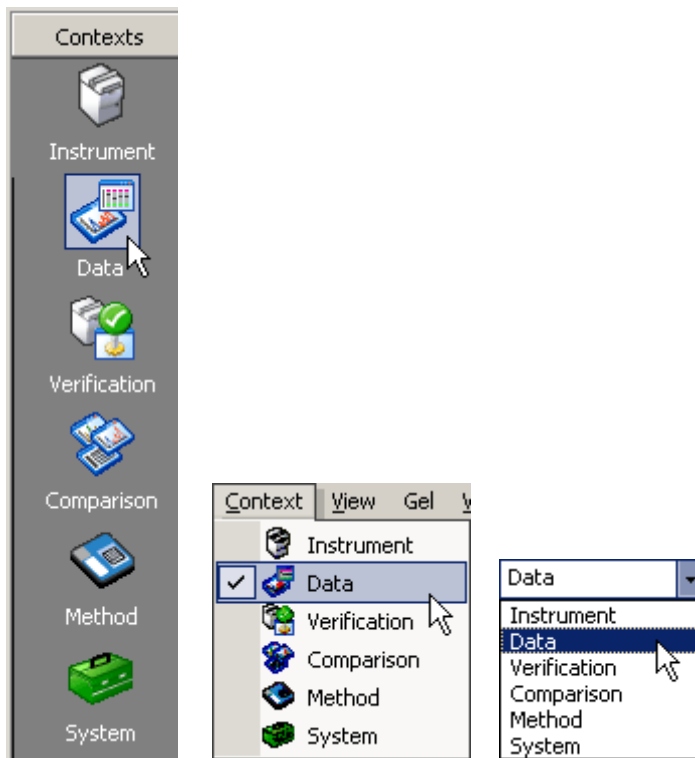 Contexts
Instrument
Data
Verification
Comparison
Method
System
Context View Gel
Instrument
Data
Verification
Comparison
Method
System
Data
Instrument
Data
Verification
Comparison
Method
System